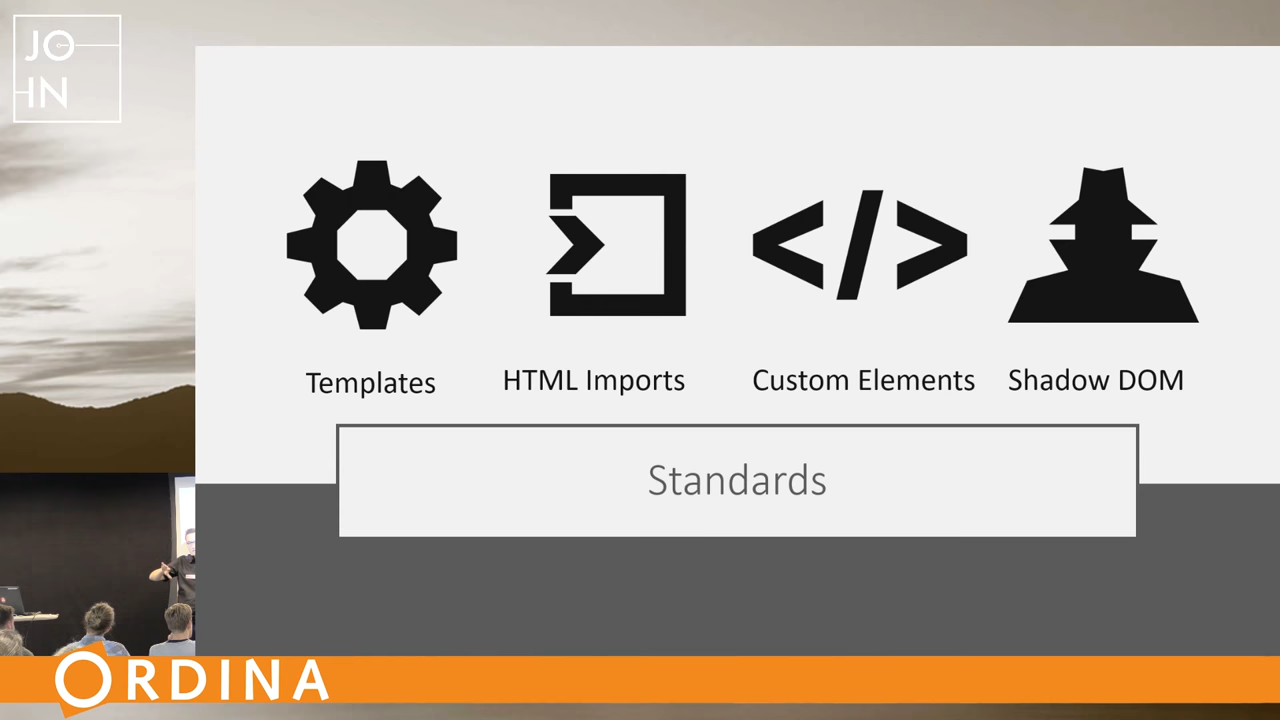 JO
IN
Templates
HTML Imports
Custom Elements
Shadow DOM
Standards
ORDINA